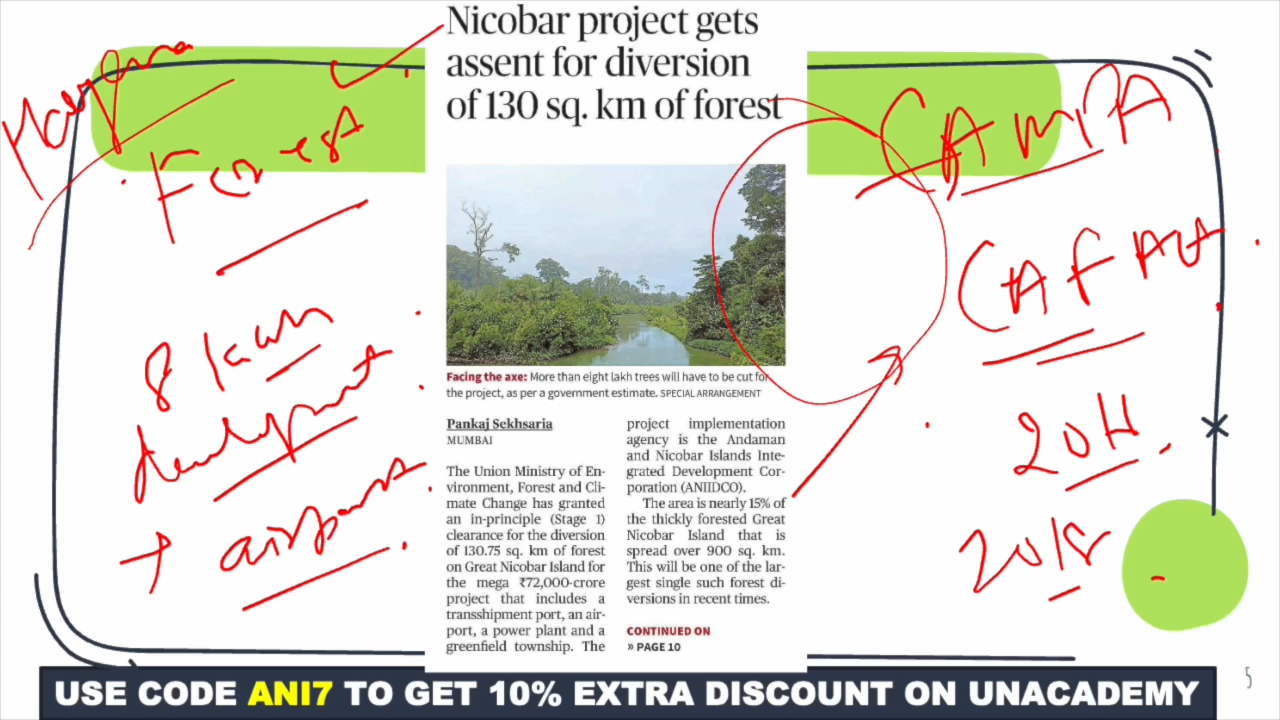 Nicobar project gets
assent for diversion
of 130 sq. km of forest
Haryana
Forest
8 lakh
development
+ airport
CAMPA
CAF Act
2018
Facing the axe: More than eight lakh trees will have to be cut for
the project, as per a government estimate. SPECIAL ARRANGEMENT
Pankaj Sekhsaria
MUMBAI
The Union Ministry of En-
vironment, Forest and Cli-
mate Change has granted
an in-principle (Stage 1)
clearance for the diversion
of 130.75 sq. km of forest
on Great Nicobar Island for
the mega ₹72,000-crore
project that includes a
transshipment port, an air-
port, a power plant and a
greenfield township. The
project implementation
agency is the Andaman
and Nicobar Islands Inte-
grated Development Cor-
poration (ANIIDCO).
The area is nearly 15% of
the thickly forested Great
Nicobar Island that is
spread over 900 sq. km.
This will be one of the lar-
gest single such forest di-
versions in recent times.
CONTINUED ON
» PAGE 10
USE CODE ANI7 TO GET 10% EXTRA DISCOUNT ON UNACADEMY
5